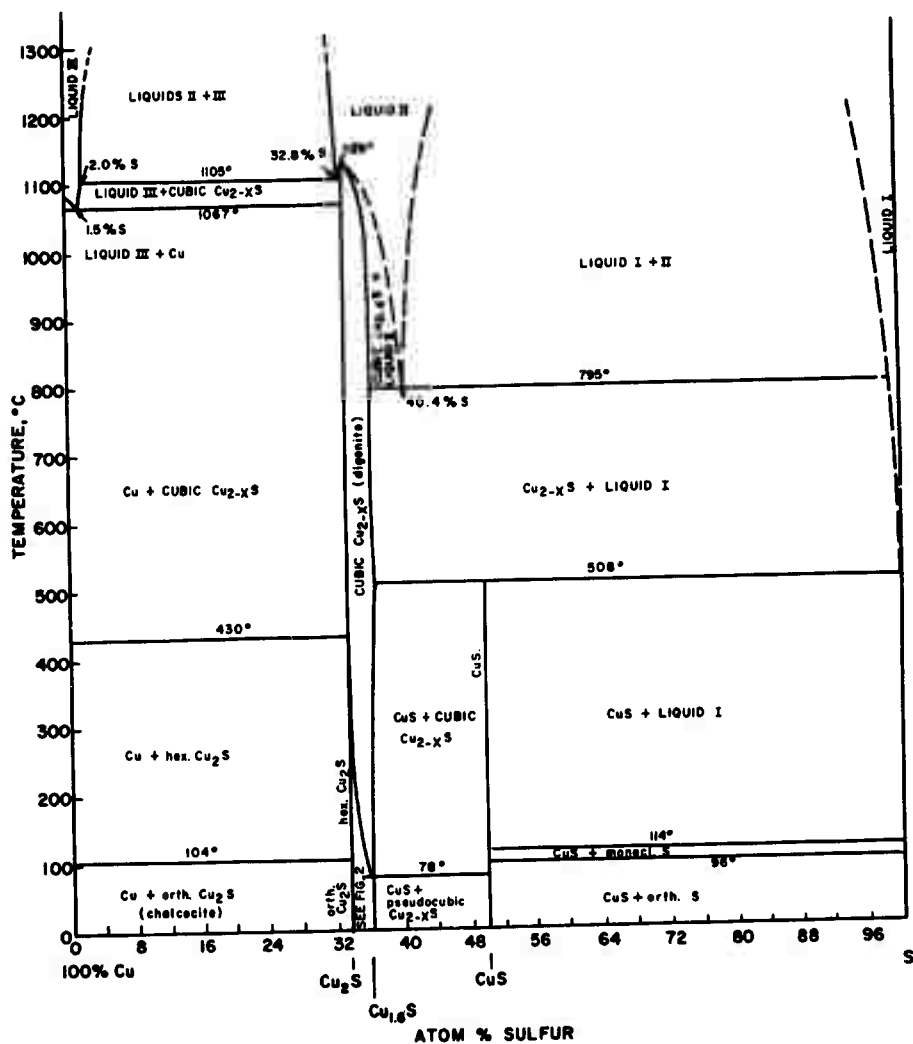 1300
1200
1100
1000
900
800
700
600
500
400
300
200
100
0
TEMPERATURE, °C
LIQUID III
LIQUIDS II + III
LIQUID II
32.8% S
2.0% S
1105°
LIQUID III + CUBIC Cu2-XS
1067°
1.5% S
LIQUID III + Cu
LIQUID I + II
LIQUID I
795°
40.4% S
Cu + CUBIC Cu2-XS
CUBIC Cu2-XS (digenite)
Cu2-XS + LIQUID I
508°
430°
CuS.
CuS + CUBIC
Cu2-XS
CuS + LIQUID I
Cu + hex. Cu2S
hex. Cu2S
114°
CuS + monocl. S
96°
104°
78°
Cu + orth. Cu2S
(chalcocite)
orth.
Cu2S
SEE FIG. 2
CuS +
pseudocubic
Cu2-XS
CuS + orth. S
0 8 16 24 32 40 48 56 64 72 80 88 96
100% Cu
S
Cu2S
CuS
Cu1.8S
ATOM % SULFUR